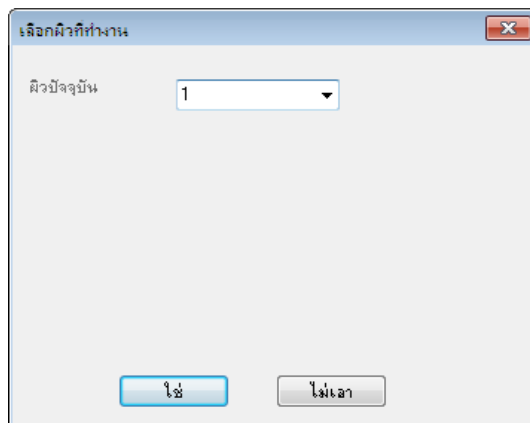 เลือกผิวที่ทำงาน
ผิวปัจจุบัน
1
ใช่
ไม่เอา